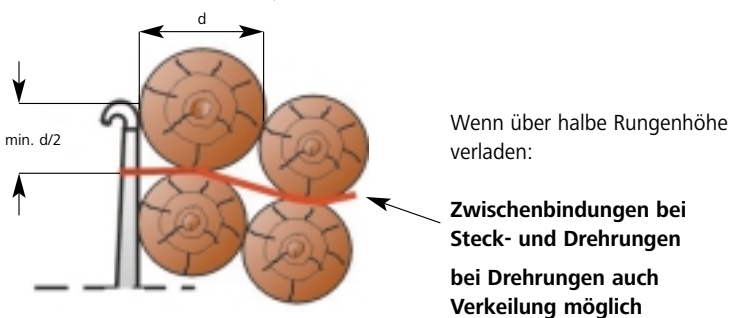 d
min. d/2
Wenn über halbe Rungenhöhe
verladen:
Zwischenbindungen bei
Steck- und Drehrungen
bei Drehrungen auch
Verkeilung möglich